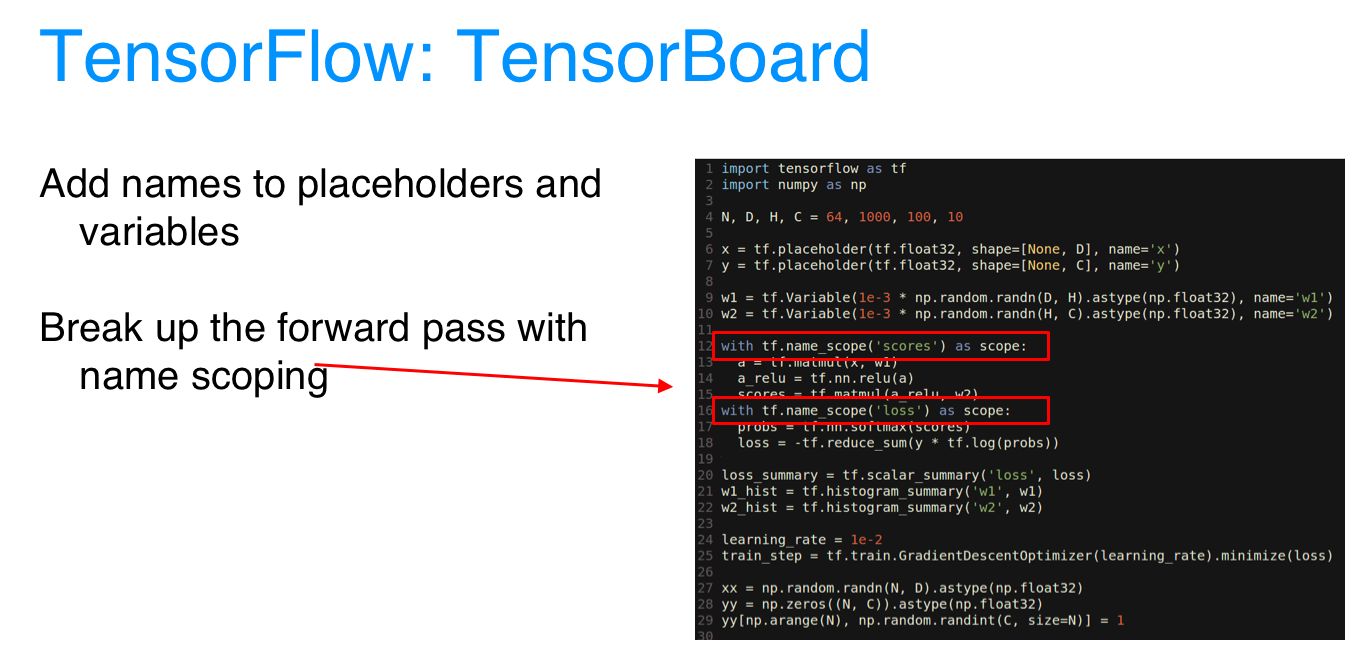 TensorFlow: TensorBoard
Add names to placeholders and
variables
Break up the forward pass with
name scoping
1 import tensorflow as tf
2 import numpy as np
3
4 N, D, H, C = 64, 1000, 100, 10
5
6 x = tf.placeholder(tf.float32, shape=[None, D], name='x')
7 y = tf.placeholder(tf.float32, shape=[None, C], name='y')
8
9 w1 = tf.Variable(1e-3 * np.random.randn(D, H).astype(np.float32), name='w1')
10 w2 = tf.Variable(1e-3 * np.random.randn(H, C).astype(np.float32), name='w2')
11
12 with tf.name_scope('scores') as scope:
13   a = tf.matmul(x, w1)
14   a_relu = tf.nn.relu(a)
15   scores = tf.matmul(a_relu, w2)
16 with tf.name_scope('loss') as scope:
17   probs = tf.nn.softmax(scores)
18   loss = -tf.reduce_sum(y * tf.log(probs))
19
20 loss_summary = tf.scalar_summary('loss', loss)
21 w1_hist = tf.histogram_summary('w1', w1)
22 w2_hist = tf.histogram_summary('w2', w2)
23
24 learning_rate = 1e-2
25 train_step = tf.train.GradientDescentOptimizer(learning_rate).minimize(loss)
26
27 xx = np.random.randn(N, D).astype(np.float32)
28 yy = np.zeros((N, C)).astype(np.float32)
29 yy[np.arange(N), np.random.randint(C, size=N)] = 1
30